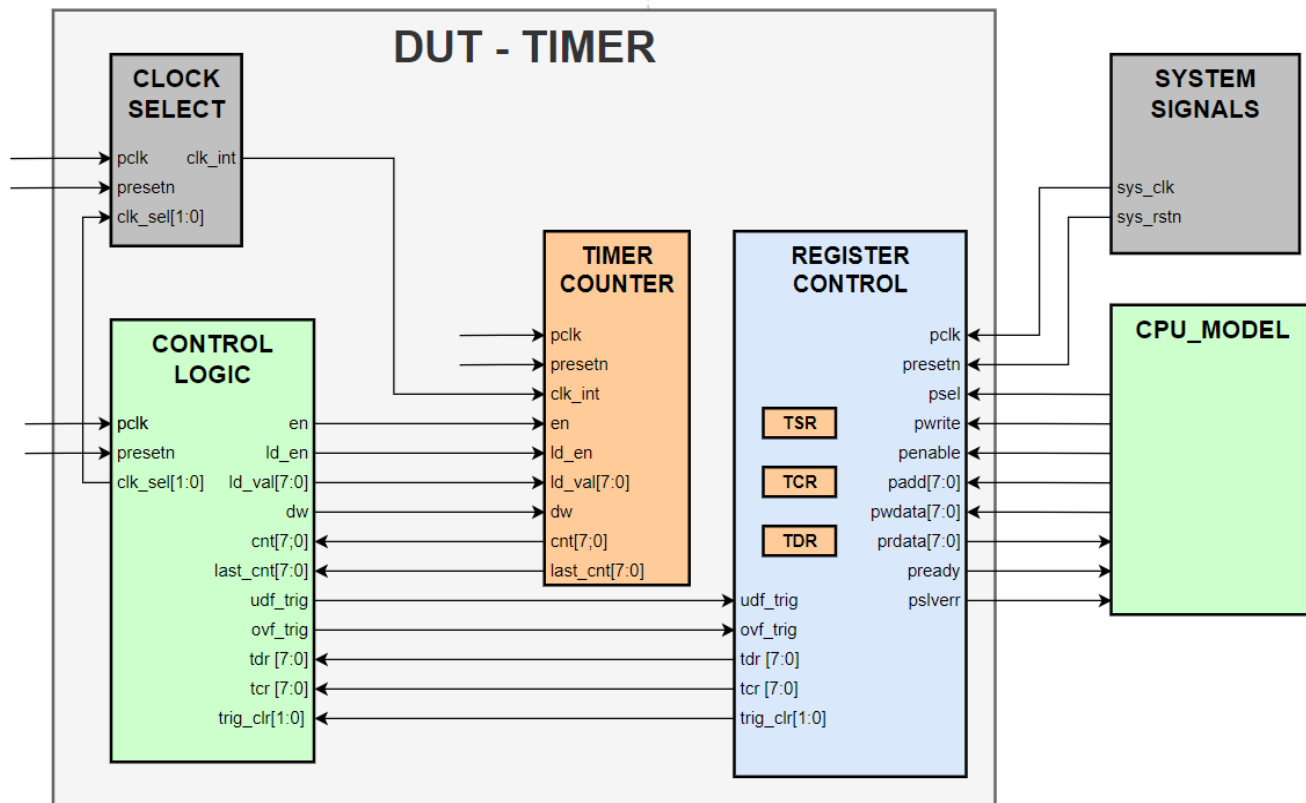 DUT - TIMER
CLOCK
SELECT
pclk clk_int
presetn
clk_sel[1:0]
CONTROL
LOGIC
pclk en
presetn ld_en
clk_sel[1:0] ld_val[7:0]
dw
cnt[7;0]
last_cnt[7:0]
udf_trig
ovf_trig
tdr [7:0]
tcr [7:0]
trig_clr[1:0]
TIMER
COUNTER
pclk
presetn
clk_int
en
ld_en
ld_val[7:0]
dw
cnt[7;0]
last_cnt[7:0]
REGISTER
CONTROL
pclk
presetn
psel
TSR pwrite
penable
TCR padd[7:0]
pwdata[7:0]
TDR prdata[7:0]
pready
udf_trig pslverr
ovf_trig
tdr [7:0]
tcr [7:0]
trig_clr[1:0]
SYSTEM
SIGNALS
sys_clk
sys_rstn
CPU_MODEL